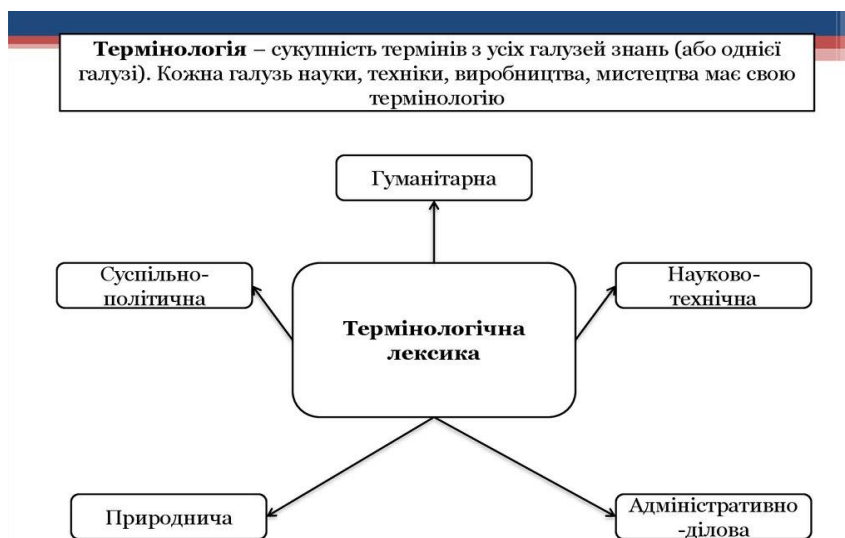 Термінологія – сукупність термінів з усіх галузей знань (або однієї
галузі). Кожна галузь науки, техніки, виробництва, мистецтва має свою
термінологію
Гуманітарна
Суспільно-
політична
Науково-
технічна
Термінологічна
лексика
Природнича
Адміністративно
-ділова